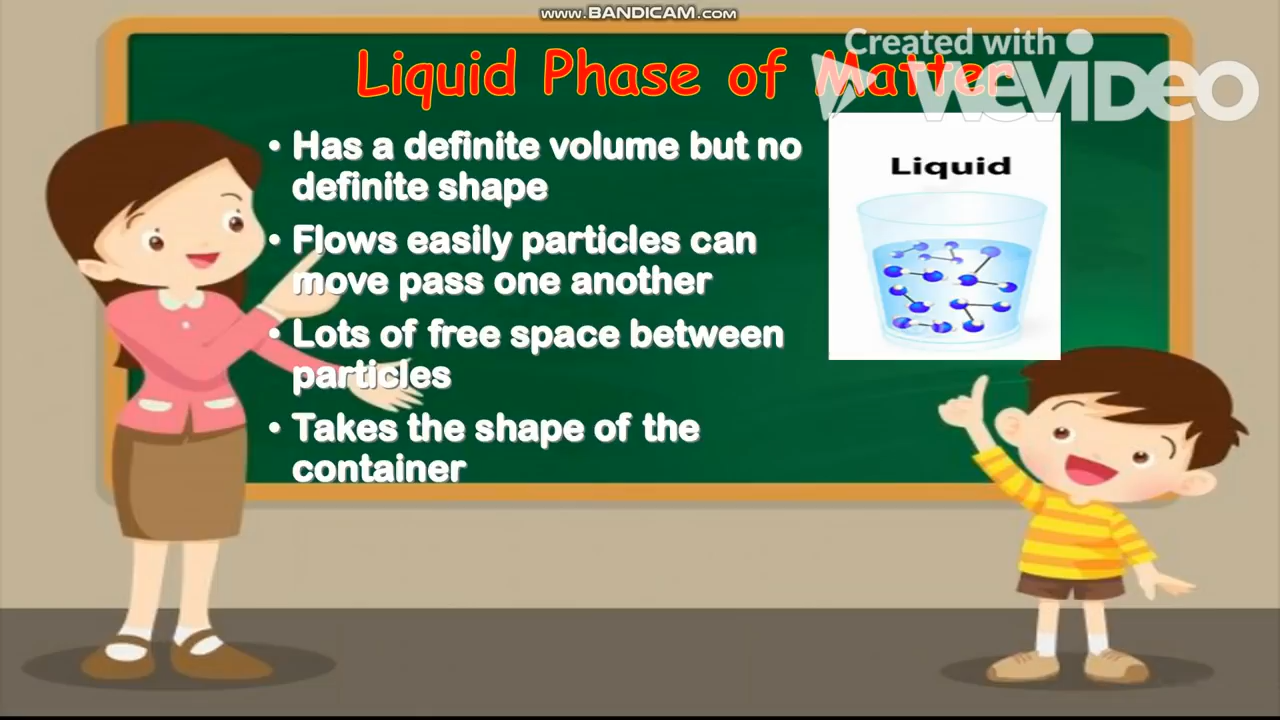 www.BANDICAM.com
Created with
WEVIDEO
Liquid Phase of Matter
• Has a definite volume but no
definite shape
• Flows easily particles can
move pass one another
• Lots of free space between
particles
• Takes the shape of the
container
Liquid